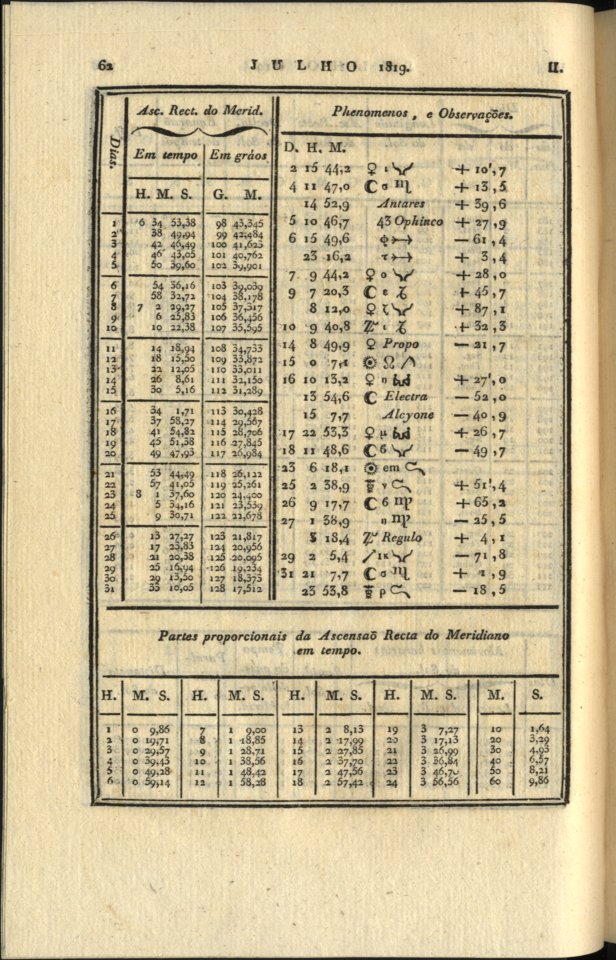 62 JULHO 1819. II.
Dias. Asc. Rect. do Merid. Phenomenos, e Observações.
Em tempo Em gráos
H. M. S. G. M.
1 6 34 53,38 98 43,345
2 38 49,94 99 42,484
3 42 46,49 100 41,623
4 46 43,05 101 40,762
5 50 39,60 102 39,901
6 54 36,16 103 39,039
7 58 32,72 104 38,178
8 7 2 29,27 105 37,317
9 6 25,83 106 36,456
10 10 22,38 107 35,595
11 14 18,94 108 34,733
12 18 15,50 109 33,872
13 22 12,05 110 33,011
14 26 8,61 111 32,150
15 30 5,16 112 31,289
16 34 1,71 113 30,428
17 37 58,27 114 29,567
18 41 54,82 115 28,706
19 45 51,38 116 27,845
20 49 47,93 117 26,984
21 53 44,49 118 26,122
22 57 41,05 119 25,261
23 8 1 37,60 120 24,400
24 5 34,16 121 23,539
25 9 30,71 122 22,678
26 13 27,27 123 21,817
27 17 23,83 124 20,956
28 21 20,38 125 20,095
29 25 16,94 126 19,234
30 29 13,50 127 18,373
31 33 10,05 128 17,512
D. H. M.
2 15 44,2 ♀ ι ♉ + 10',7
4 11 47,0 ☾ σ ♏ + 13,5
14 52,9 Antares + 39,6
5 10 46,7 43 Ophinco + 27,9
6 15 49,6 φ ♐ — 61,4
23 16,2 τ ♐ + 3,4
7 9 44,2 ♀ ο ♉ + 28,0
9 7 20,3 ☾ ε ♑ + 45,7
8 12,0 ♀ ζ ♉ + 87,1
10 9 40,8 ι ♑ + 32,3
14 8 49,9 ♀ Propo — 21,7
15 0 7,1
16 10 13,2 ♀ η + 27',0
13 54,6 ☾ Electra — 52,0
15 7,7 Alcyone — 40,9
17 22 53,3 ♀ μ + 26,7
18 11 48,6 ☾ 6 ♉ — 49,7
23 6 18,1 em ♌
25 2 38,9 ☿ ν ♌ + 51',4
26 9 17,7 ☾ 6 ♍ + 65,2
27 1 38,9 η ♍ — 25,5
5 18,4 Regulo + 4,1
29 2 5,4 ικ ♉ — 71,8
31 21 7,7 ☾ σ ♏ + 1,9
23 53,8 ☿ ρ ♌ — 18,5
Partes proporcionais da Ascensaõ Recta do Meridiano
em tempo.
H. M. S. H. M. S. H. M. S. H. M. S. M. S.
1 0 9,86 7 1 9,00 13 2 8,13 19 3 7,27 10 1,64
2 0 19,71 8 1 18,85 14 2 17,99 20 3 17,13 20 3,29
3 0 29,57 9 1 28,71 15 2 27,85 21 3 26,99 30 4,93
4 0 39,43 10 1 38,56 16 2 37,70 22 3 36,84 40 6,57
5 0 49,28 11 1 48,42 17 2 47,56 23 3 46,70 50 8,21
6 0 59,14 12 1 58,28 18 2 57,42 24 3 56,56 60 9,86